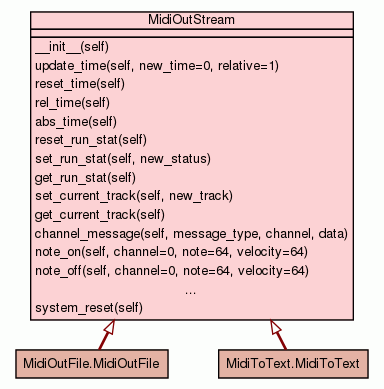 MidiOutStream
__init__(self)
update_time(self, new_time=0, relative=1)
reset_time(self)
rel_time(self)
abs_time(self)
reset_run_stat(self)
set_run_stat(self, new_status)
get_run_stat(self)
set_current_track(self, new_track)
get_current_track(self)
channel_message(self, message_type, channel, data)
note_on(self, channel=0, note=64, velocity=64)
note_off(self, channel=0, note=64, velocity=64)
...
system_reset(self)
MidiOutFile.MidiOutFile
MidiToText.MidiToText